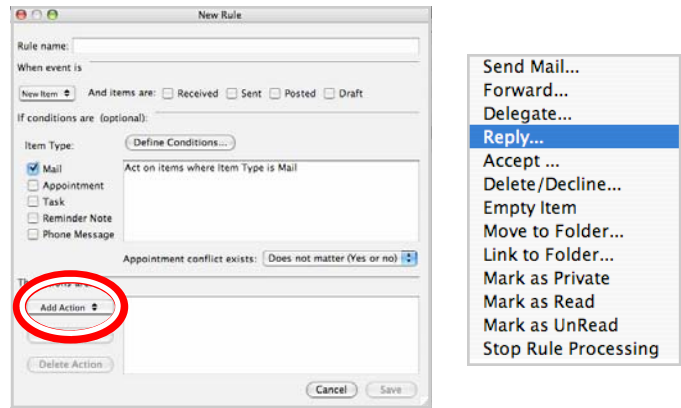 New Rule
Rule name:
When event is
New Item And items are: Received Sent Posted Draft
If conditions are (optional):
Item Type: Define Conditions...
Mail
Act on items where Item Type is Mail
Appointment
Task
Reminder Note
Phone Message
Appointment conflict exists: Does not matter (Yes or no)
Add Action
Delete Action
Cancel Save
Send Mail...
Forward...
Delegate...
Reply...
Accept ...
Delete/Decline...
Empty Item
Move to Folder...
Link to Folder...
Mark as Private
Mark as Read
Mark as UnRead
Stop Rule Processing